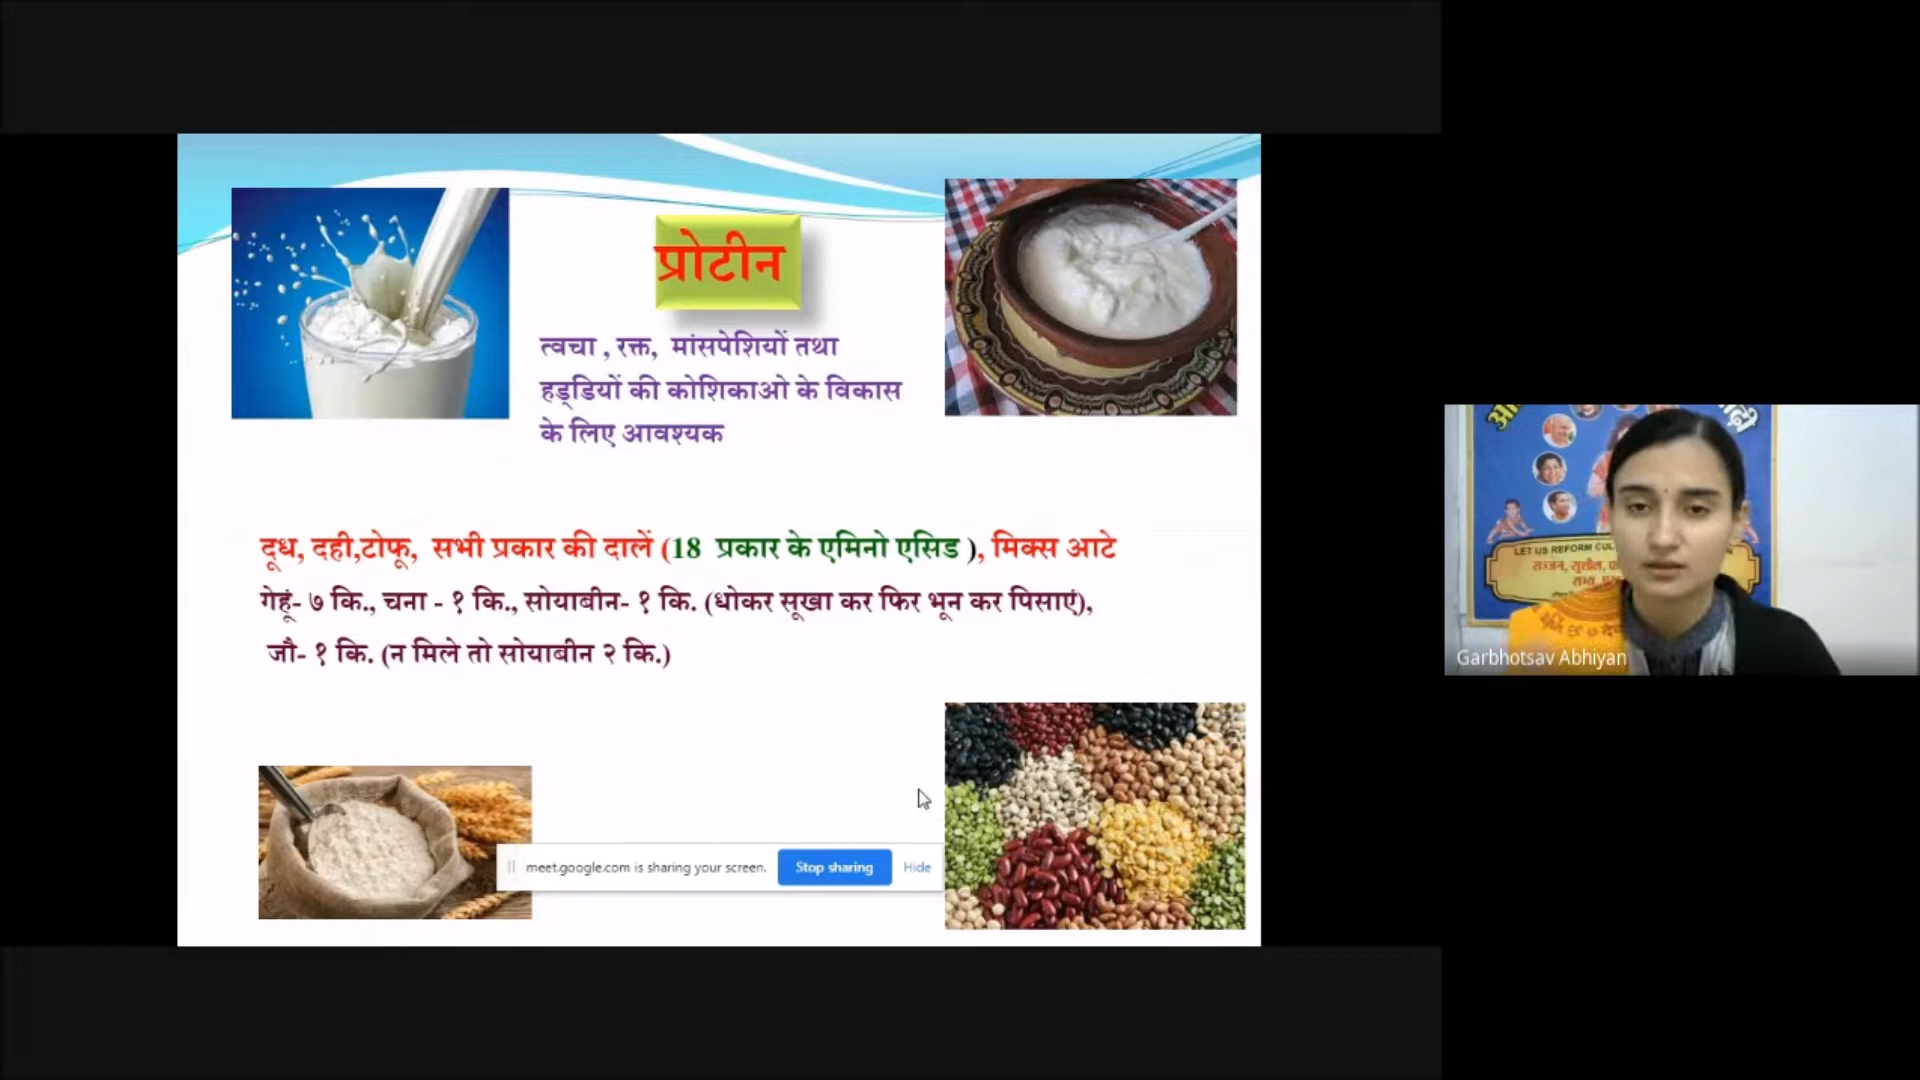 प्रोटीन
त्वचा , रक्त, मांसपेशियों तथा
हड्डियों की कोशिकाओ के विकास
के लिए आवश्यक
दूध, दही,टोफू, सभी प्रकार की दालें (18 प्रकार के एमिनो एसिड ), मिक्स आटे
गेहूं- ७ कि., चना - १ कि., सोयाबीन- १ कि. (धोकर सूखा कर फिर भून कर पिसाएं),
जौ- १ कि. (न मिले तो सोयाबीन २ कि.)
meet.google.com is sharing your screen.
Stop sharing
Hide
LET US REFORM
सज्जन, सुशील,
Garbhotsav Abhiyan